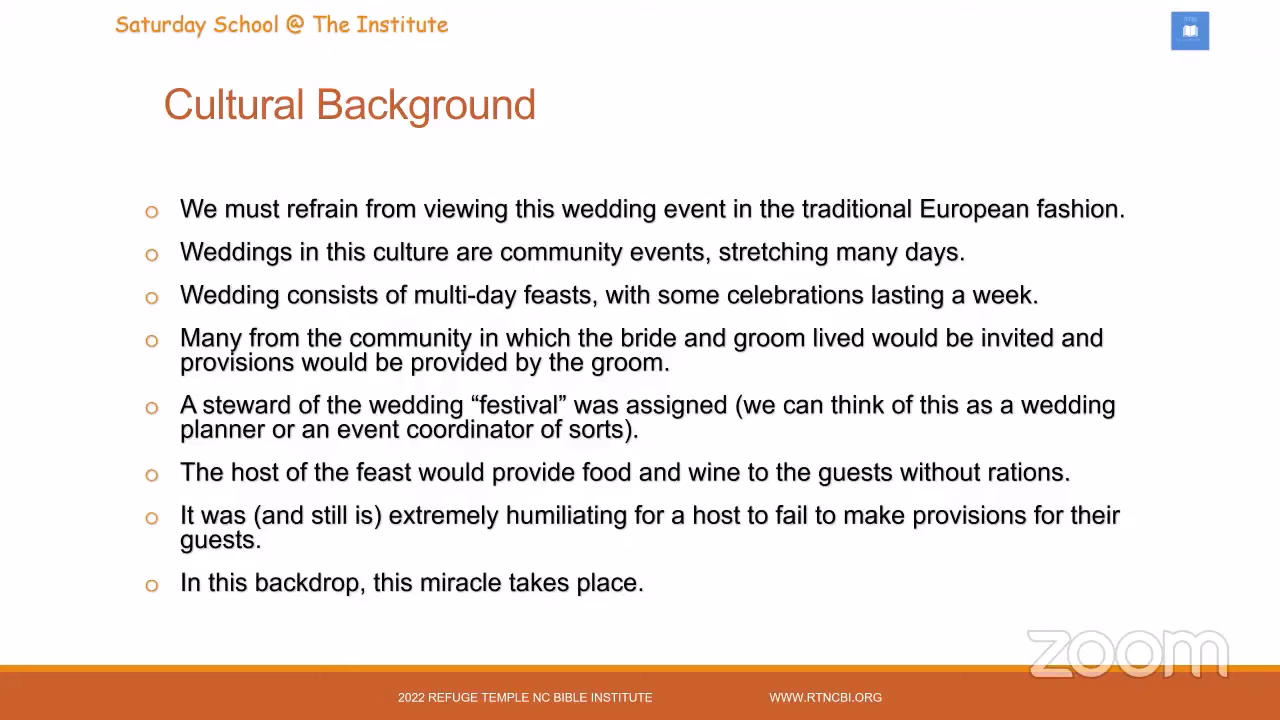 Saturday School @ The Institute
Cultural Background
We must refrain from viewing this wedding event in the traditional European fashion.
Weddings in this culture are community events, stretching many days.
Wedding consists of multi-day feasts, with some celebrations lasting a week.
Many from the community in which the bride and groom lived would be invited and
provisions would be provided by the groom.
A steward of the wedding “festival” was assigned (we can think of this as a wedding
planner or an event coordinator of sorts).
The host of the feast would provide food and wine to the guests without rations.
It was (and still is) extremely humiliating for a host to fail to make provisions for their
guests.
In this backdrop, this miracle takes place.
zoom
2022 REFUGE TEMPLE NC BIBLE INSTITUTE WWW.RTNCBI.ORG